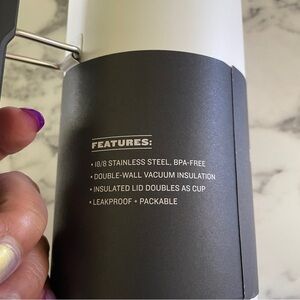 FEATURES:
• 18/8 STAINLESS STEEL, BPA-FREE
• DOUBLE-WALL VACUUM INSULATION
• INSULATED LID DOUBLES AS CUP
• LEAKPROOF + PACKABLE